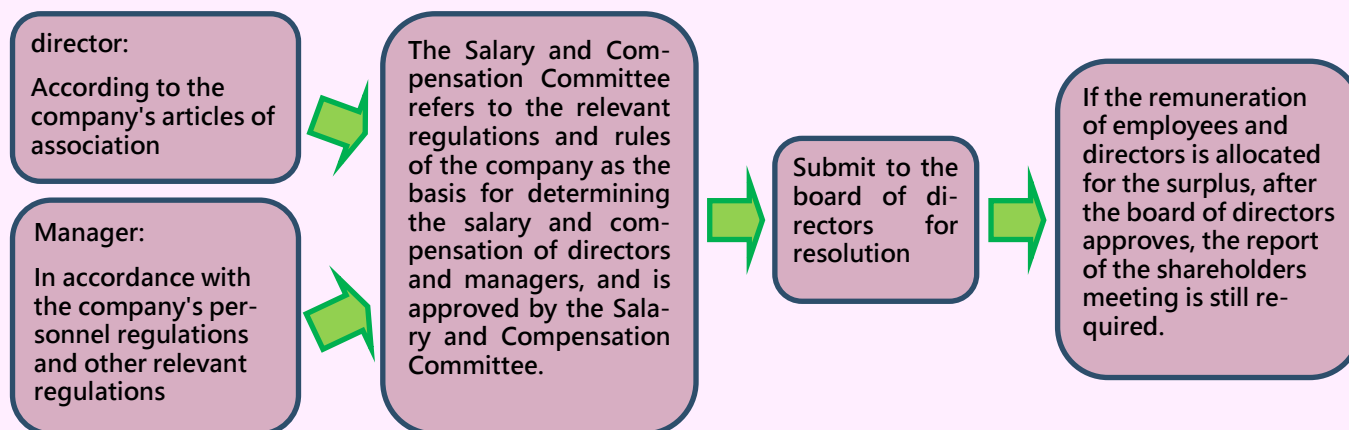 director:
According to the
company's articles of
association
Manager:
In accordance with
the company's per-
sonnel regulations
and other relevant
regulations
The Salary and Com-
pensation Committee
refers to the relevant
regulations and rules
of the company as the
basis for determining
the salary and com-
pensation of directors
and managers, and is
approved by the Sala-
ry and Compensation
Committee.
Submit to the
board of di-
rectors for
resolution
If the remuneration
of employees and
directors is allocated
for the surplus, after
the board of directors
approves, the report
of the shareholders
meeting is still re-
quired.